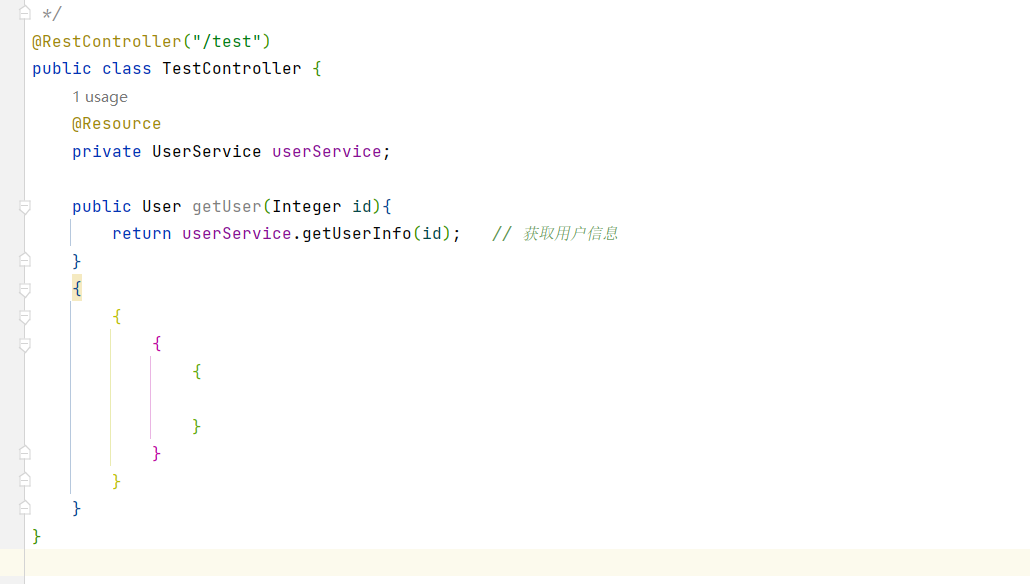 */
@RestController("/test")
public class TestController {
1 usage
@Resource
private UserService userService;
public User getUser(Integer id){
return userService.getUserInfo(id);   // 获取用户信息
}
{
{
{
{
}
}
}
}
}